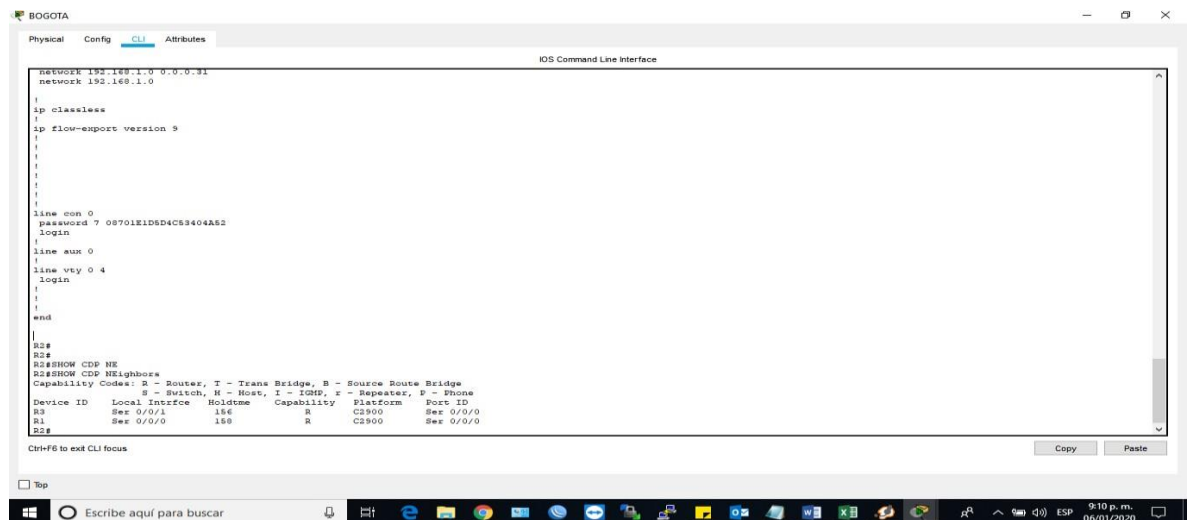 BOGOTA
Physical Config CLI Attributes
IOS Command Line Interface
network 192.168.1.0 0.0.0.31
network 192.168.1.0
!
ip classless
!
ip flow-export version 9
!
!
!
!
!
!
!
!
line con 0
password 7 08701E1D5D4C53404A52
login
!
line aux 0
!
line vty 0 4
login
!
!
!
end
R2#
R2#
R2#SHOW CDP NE
R2#SHOW CDP NEighbors
Capability Codes: R - Router, T - Trans Bridge, B - Source Route Bridge
S - Switch, H - Host, I - IGMP, r - Repeater, P - Phone
Device ID Local Intrfce Holdtme Capability Platform Port ID
R3 Ser 0/0/1 156 R C2900 Ser 0/0/0
R1 Ser 0/0/0 158 R C2900 Ser 0/0/0
R2#
Ctrl+F6 to exit CLI focus
Copy Paste
Top
Escribe aquí para buscar
ESP
9:10 p. m.
06/01/2020